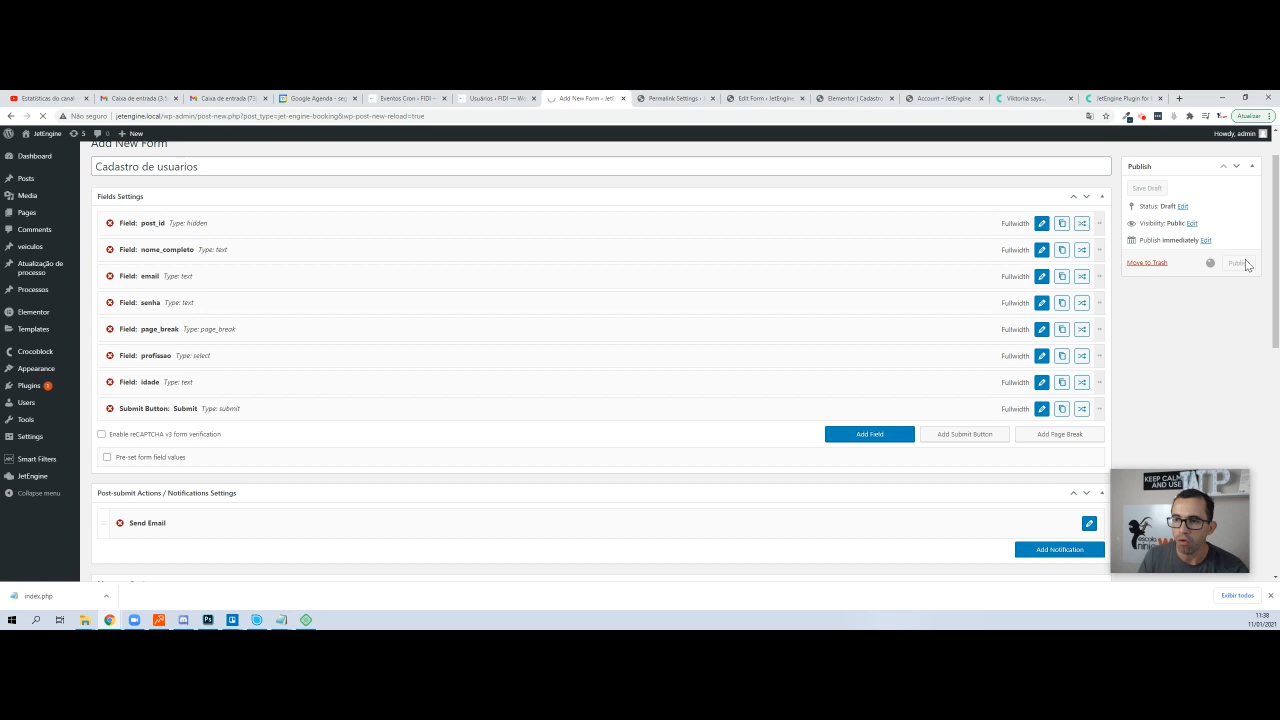 Estatísticas do canal
Caixa de entrada (3.5
Caixa de entrada (73)
Google Agenda - seg
Eventos Cron ‹ FIDI —
Usuários ‹ FIDI — Wo
Add New Form ‹ JetE
Permalink Settings ‹ J
Edit Form ‹ JetEngine
Elementor | Cadastro
Account – JetEngine
Viktoria says...
JetEngine Plugin for E
Não seguro
jetengine.local/wp-admin/post-new.php?post_type=jet-engine-booking&wp-post-new-reload=true
Atualizar
JetEngine
5
0
New
Howdy, admin
Add New Form
Dashboard
Posts
Media
Pages
Comments
veiculos
Atualização de
processo
Processos
Elementor
Templates
Crocoblock
Appearance
Plugins 1
Users
Tools
Settings
Smart Filters
JetEngine
Collapse menu
Cadastro de usuarios
Fields Settings
Field: post_id Type: hidden Fullwidth
Field: nome_completo Type: text Fullwidth
Field: email Type: text Fullwidth
Field: senha Type: text Fullwidth
Field: page_break Type: page_break Fullwidth
Field: profissao Type: select Fullwidth
Field: idade Type: text Fullwidth
Submit Button: Submit Type: submit Fullwidth
Enable reCAPTCHA v3 form verification
Add Field
Add Submit Button
Add Page Break
Pre-set form field values
Post-submit Actions / Notifications Settings
Send Email
Add Notification
Publish
Save Draft
Status: Draft Edit
Visibility: Public Edit
Publish immediately Edit
Move to Trash
KEEP CALM
AND USE
WP
escola
ninja
index.php
Exibir todos
11:38
11/01/2021